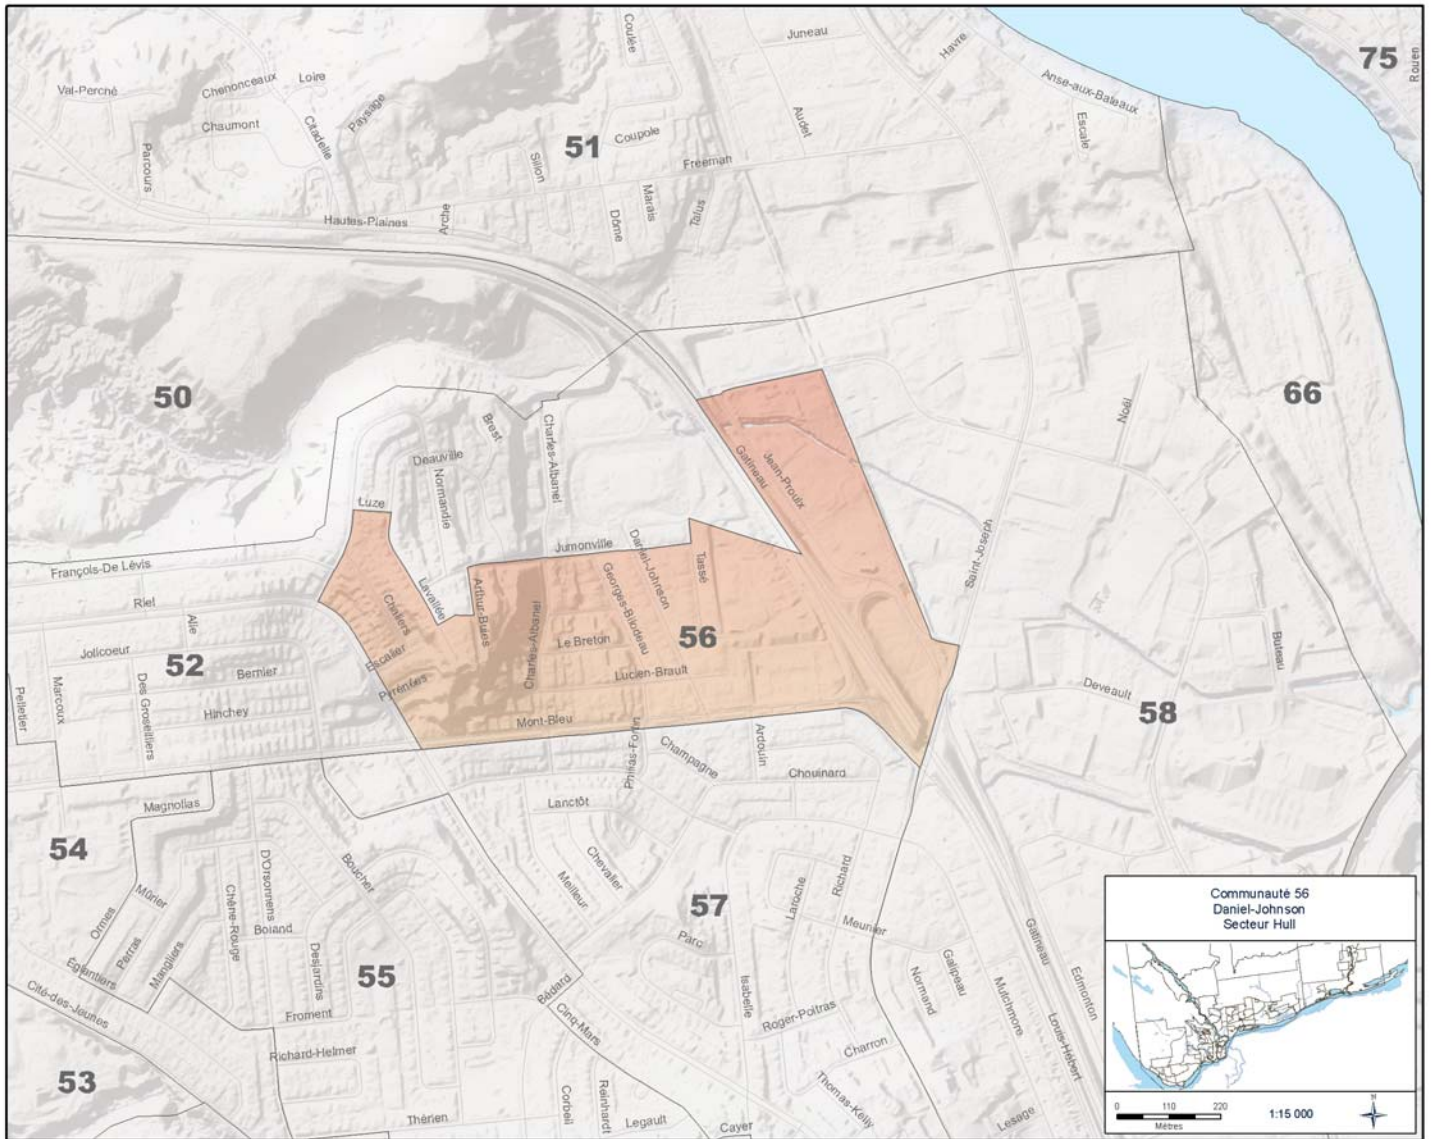 75
Rouen
Coulée
Juneau
Havre
Anse-aux-Bateaux
Escale
Val-Perché
Chenonceaux
Loire
Chaumont
Citadelle
Paysage
Parcours
51
Coupole
Audet
Freeman
Sillon
Marais
Talus
Dôme
Hautes-Plaines
Arche
50
66
Noël
Brest
Charles-Albanel
Deauville
Normandie
Gatineau
Jean-Proulx
Luze
Jumonville
Daniel-Johnson
Tassé
Saint-Joseph
François-De Lévis
Riel
Alie
Lavallée
Arthur-Buies
Georges-Bilodeau
Charles-Albanel
Le Breton
56
Buteau
Jolicoeur
52
Bernier
Escalier
Pyrénées
Lucien-Brault
Deveault
58
Pelletier
Marcoux
Des Groseilliers
Hinchey
Mont-Bleu
Philias-Fortin
Ardouin
Champagne
Chouinard
Magnolias
Lanctôt
54
D'Orsonnens
Boucher
Chevalier
Meilleur
Laroche
Richard
Mûrier
Chêne-Rouge
57
Ormes
Perras
Boland
Parc
Meunier
Mangliers
Desjardins
Églantiers
55
Cité-des-Jeunes
Froment
Bédard
Cinq-Mars
Isabelle
Roger-Poitras
Normand
Galipeau
Mutchmore
Gatineau
Edmonton
Louis-Hébert
Richard-Helmer
Charron
53
Thérien
Corbeil
Reinhardt
Legault
Cayer
Thomas-Kelly
Lesage
Communauté 56
Daniel-Johnson
Secteur Hull
0 110 220
Mètres
1:15 000
N